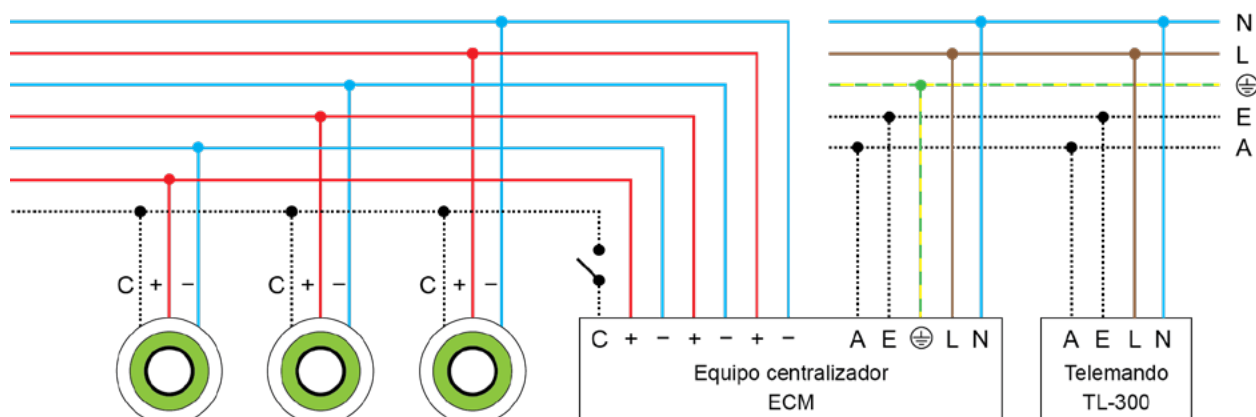 N
L
E
A
C + −
C + −
C + −
C + − + − + −
A E L N
A E L N
Equipo centralizador
ECM
Telemando
TL-300